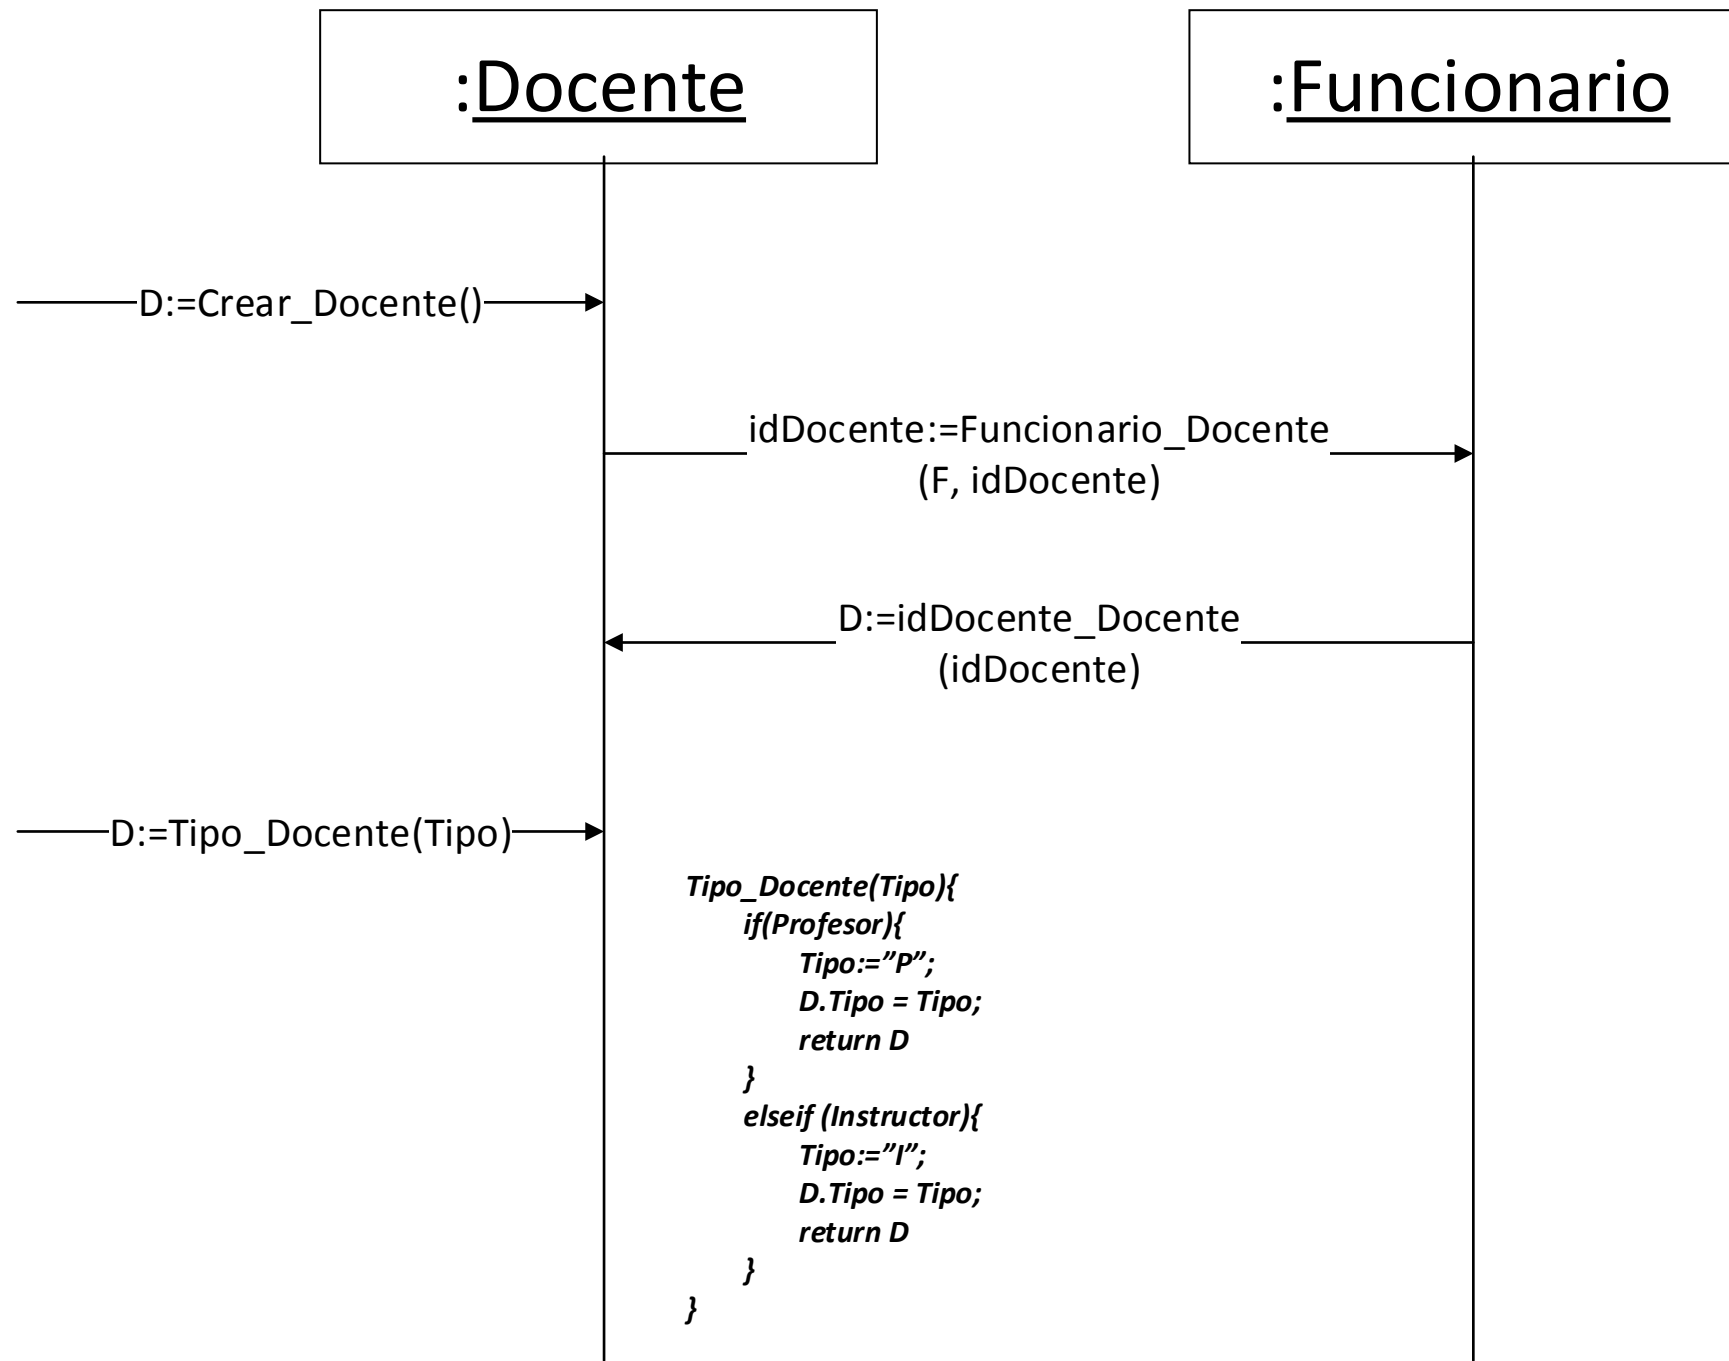 :Docente
:Funcionario
D:=Crear_Docente()
idDocente:=Funcionario_Docente
(F, idDocente)
D:=idDocente_Docente
(idDocente)
D:=Tipo_Docente(Tipo)
Tipo_Docente(Tipo){
if(Profesor){
Tipo:=”P”;
D.Tipo = Tipo;
return D
}
elseif (Instructor){
Tipo:=”I”;
D.Tipo = Tipo;
return D
}
}